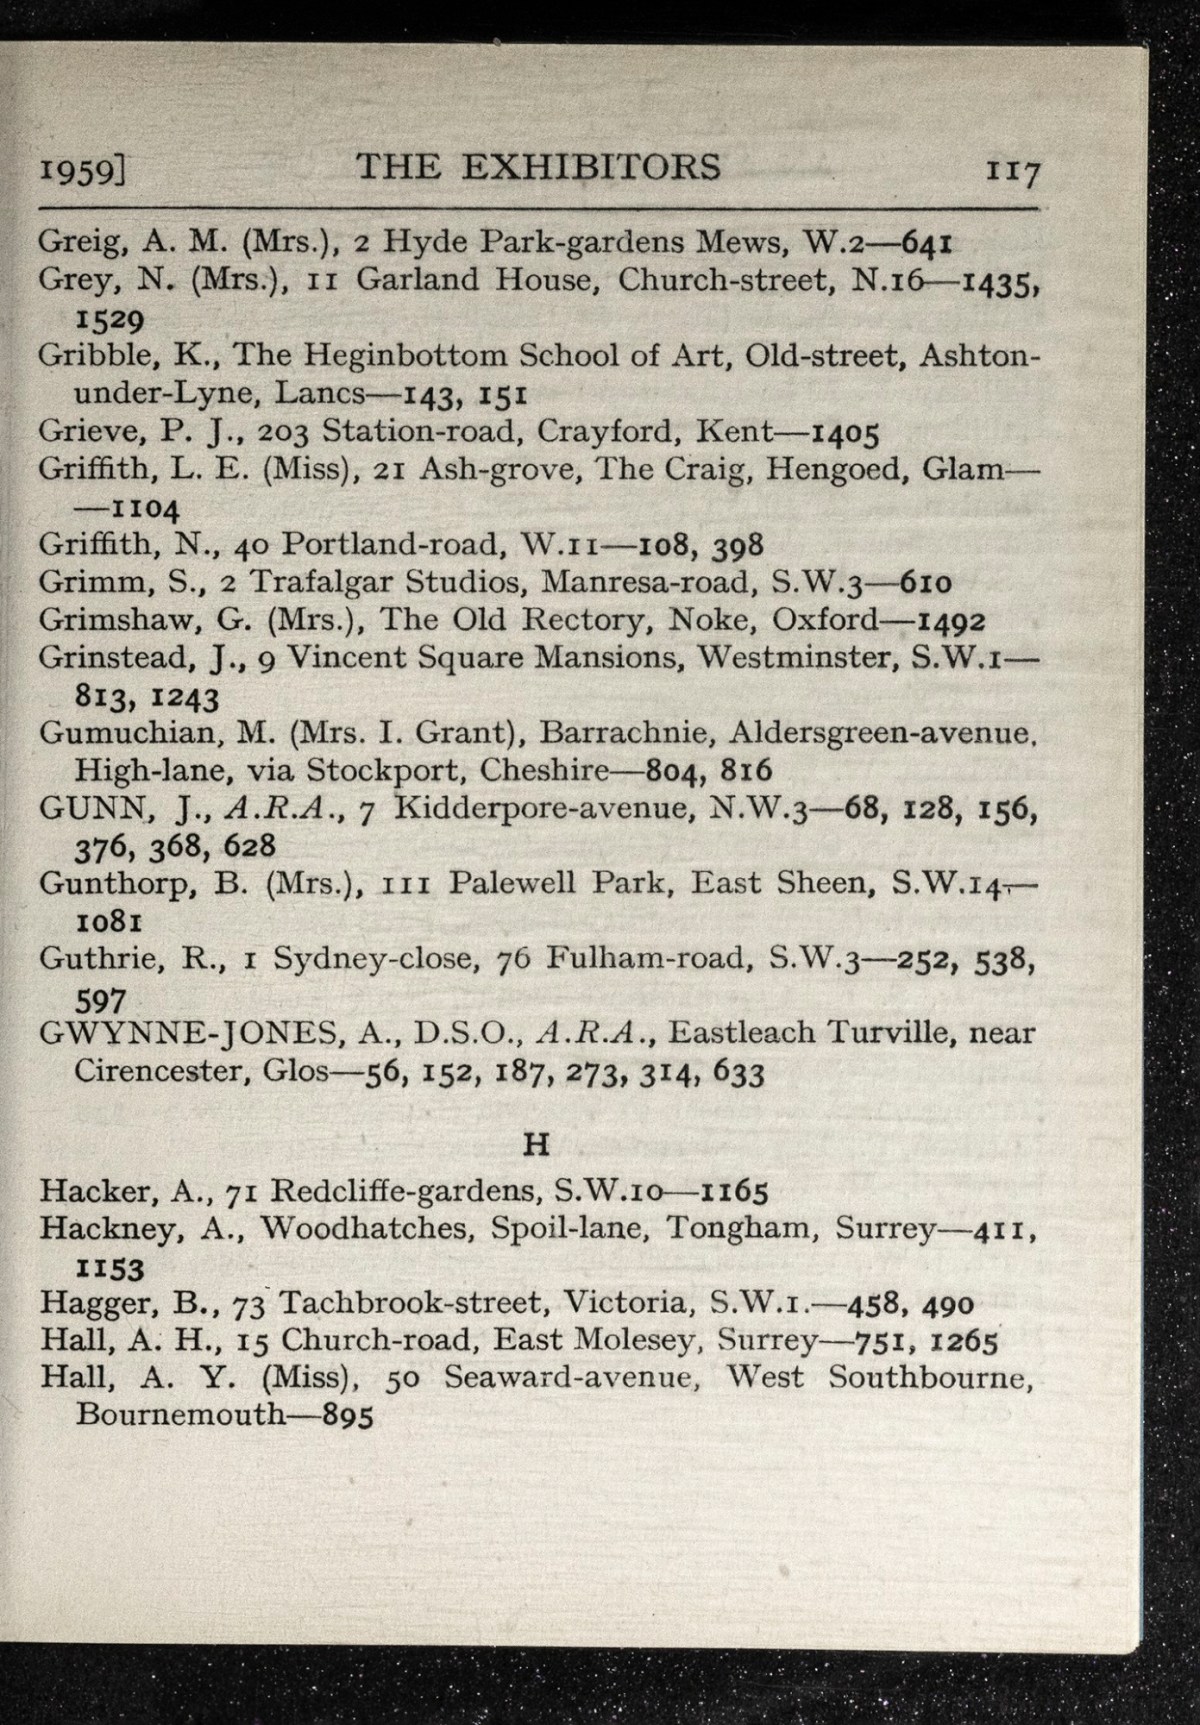 1959] THE EXHIBITORS 117
Greig, A. M. (Mrs.), 2 Hyde Park-gardens Mews, W.2—641
Grey, N. (Mrs.), 11 Garland House, Church-street, N.16—1435,
1529
Gribble, K., The Heginbottom School of Art, Old-street, Ashton-
under-Lyne, Lancs—143, 151
Grieve, P. J., 203 Station-road, Crayford, Kent—1405
Griffith, L. E. (Miss), 21 Ash-grove, The Craig, Hengoed, Glam—
—1104
Griffith, N., 40 Portland-road, W.11—108, 398
Grimm, S., 2 Trafalgar Studios, Manresa-road, S.W.3—610
Grimshaw, G. (Mrs.), The Old Rectory, Noke, Oxford—1492
Grinstead, J., 9 Vincent Square Mansions, Westminster, S.W.1—
813, 1243
Gumuchian, M. (Mrs. I. Grant), Barrachnie, Aldersgreen-avenue,
High-lane, via Stockport, Cheshire—804, 816
GUNN, J., A.R.A., 7 Kidderpore-avenue, N.W.3—68, 128, 156,
376, 368, 628
Gunthorp, B. (Mrs.), 111 Palewell Park, East Sheen, S.W.14—
1081
Guthrie, R., 1 Sydney-close, 76 Fulham-road, S.W.3—252, 538,
597
GWYNNE-JONES, A., D.S.O., A.R.A., Eastleach Turville, near
Cirencester, Glos—56, 152, 187, 273, 314, 633
H
Hacker, A., 71 Redcliffe-gardens, S.W.10—1165
Hackney, A., Woodhatches, Spoil-lane, Tongham, Surrey—411,
1153
Hagger, B., 73 Tachbrook-street, Victoria, S.W.1.—458, 490
Hall, A. H., 15 Church-road, East Molesey, Surrey—751, 1265
Hall, A. Y. (Miss), 50 Seaward-avenue, West Southbourne,
Bournemouth—895